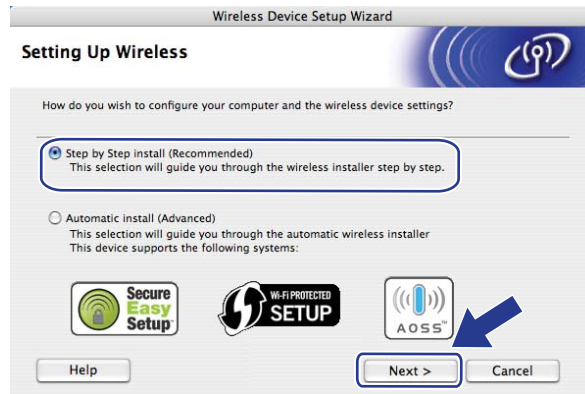 Wireless Device Setup Wizard
Setting Up Wireless
How do you wish to configure your computer and the wireless device settings?
Step by Step install (Recommended)
This selection will guide you through the wireless installer step by step.
Automatic install (Advanced)
This selection will guide you through the automatic wireless installer
This device supports the following systems:
Secure
Easy
Setup™
Wi-Fi PROTECTED
SETUP
AOSS™
Help
Next >
Cancel